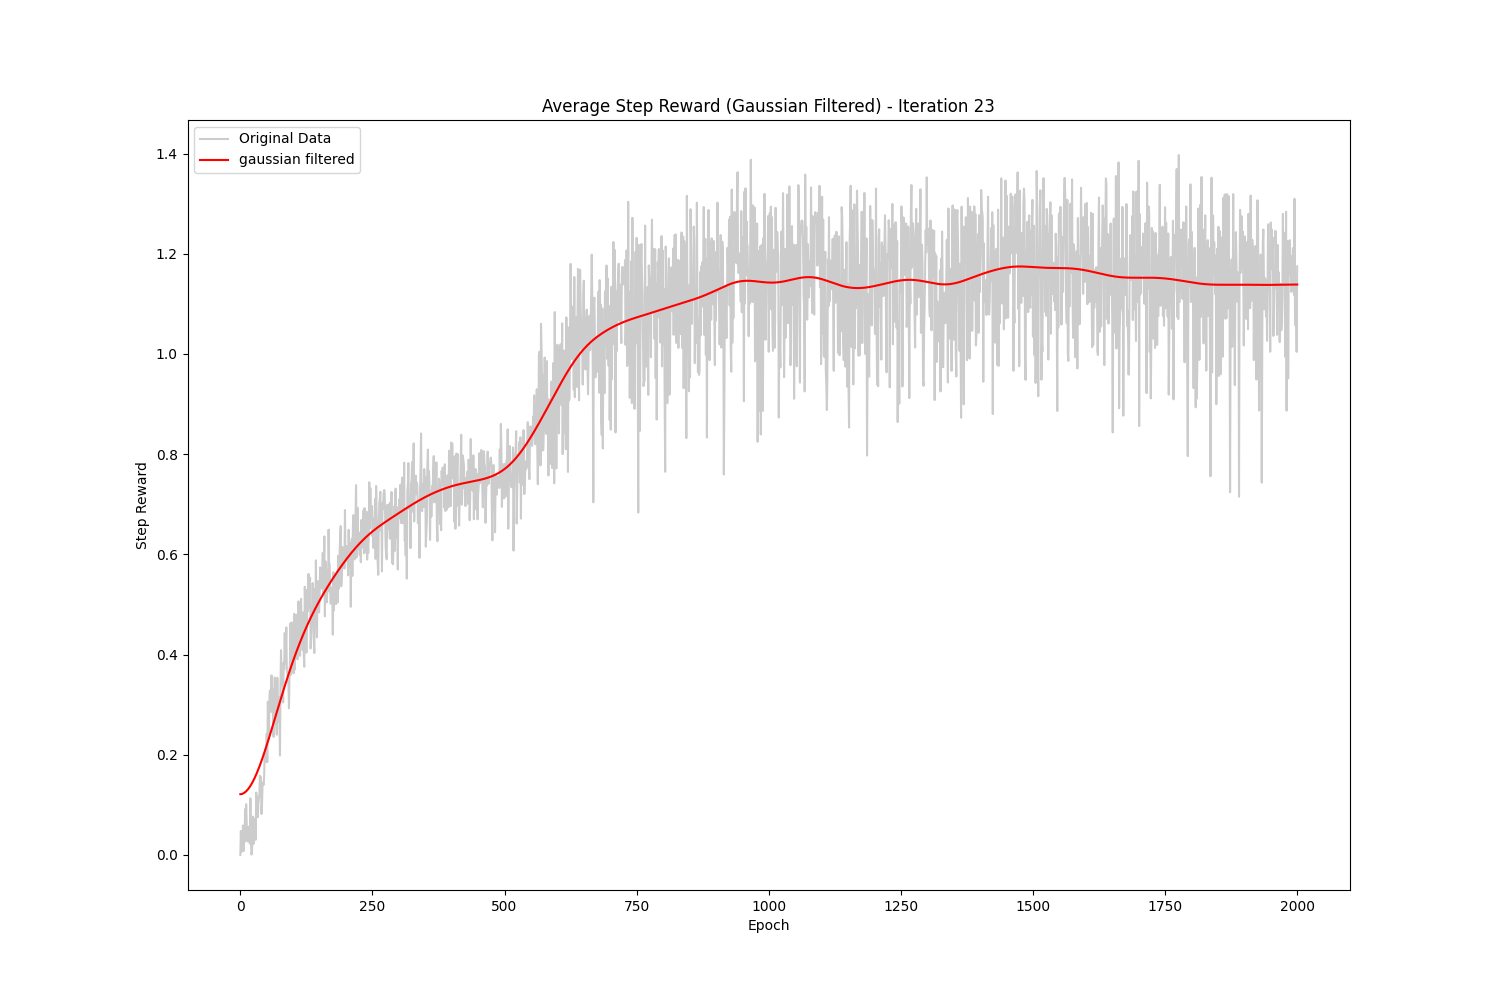 Average Step Reward (Gaussian Filtered) - Iteration 23
Original Data
gaussian filtered
1.4
1.2
1.0
0.8
0.6
0.4
0.2
0.0
Step Reward
0 250 500 750 1000 1250 1500 1750 2000
Epoch